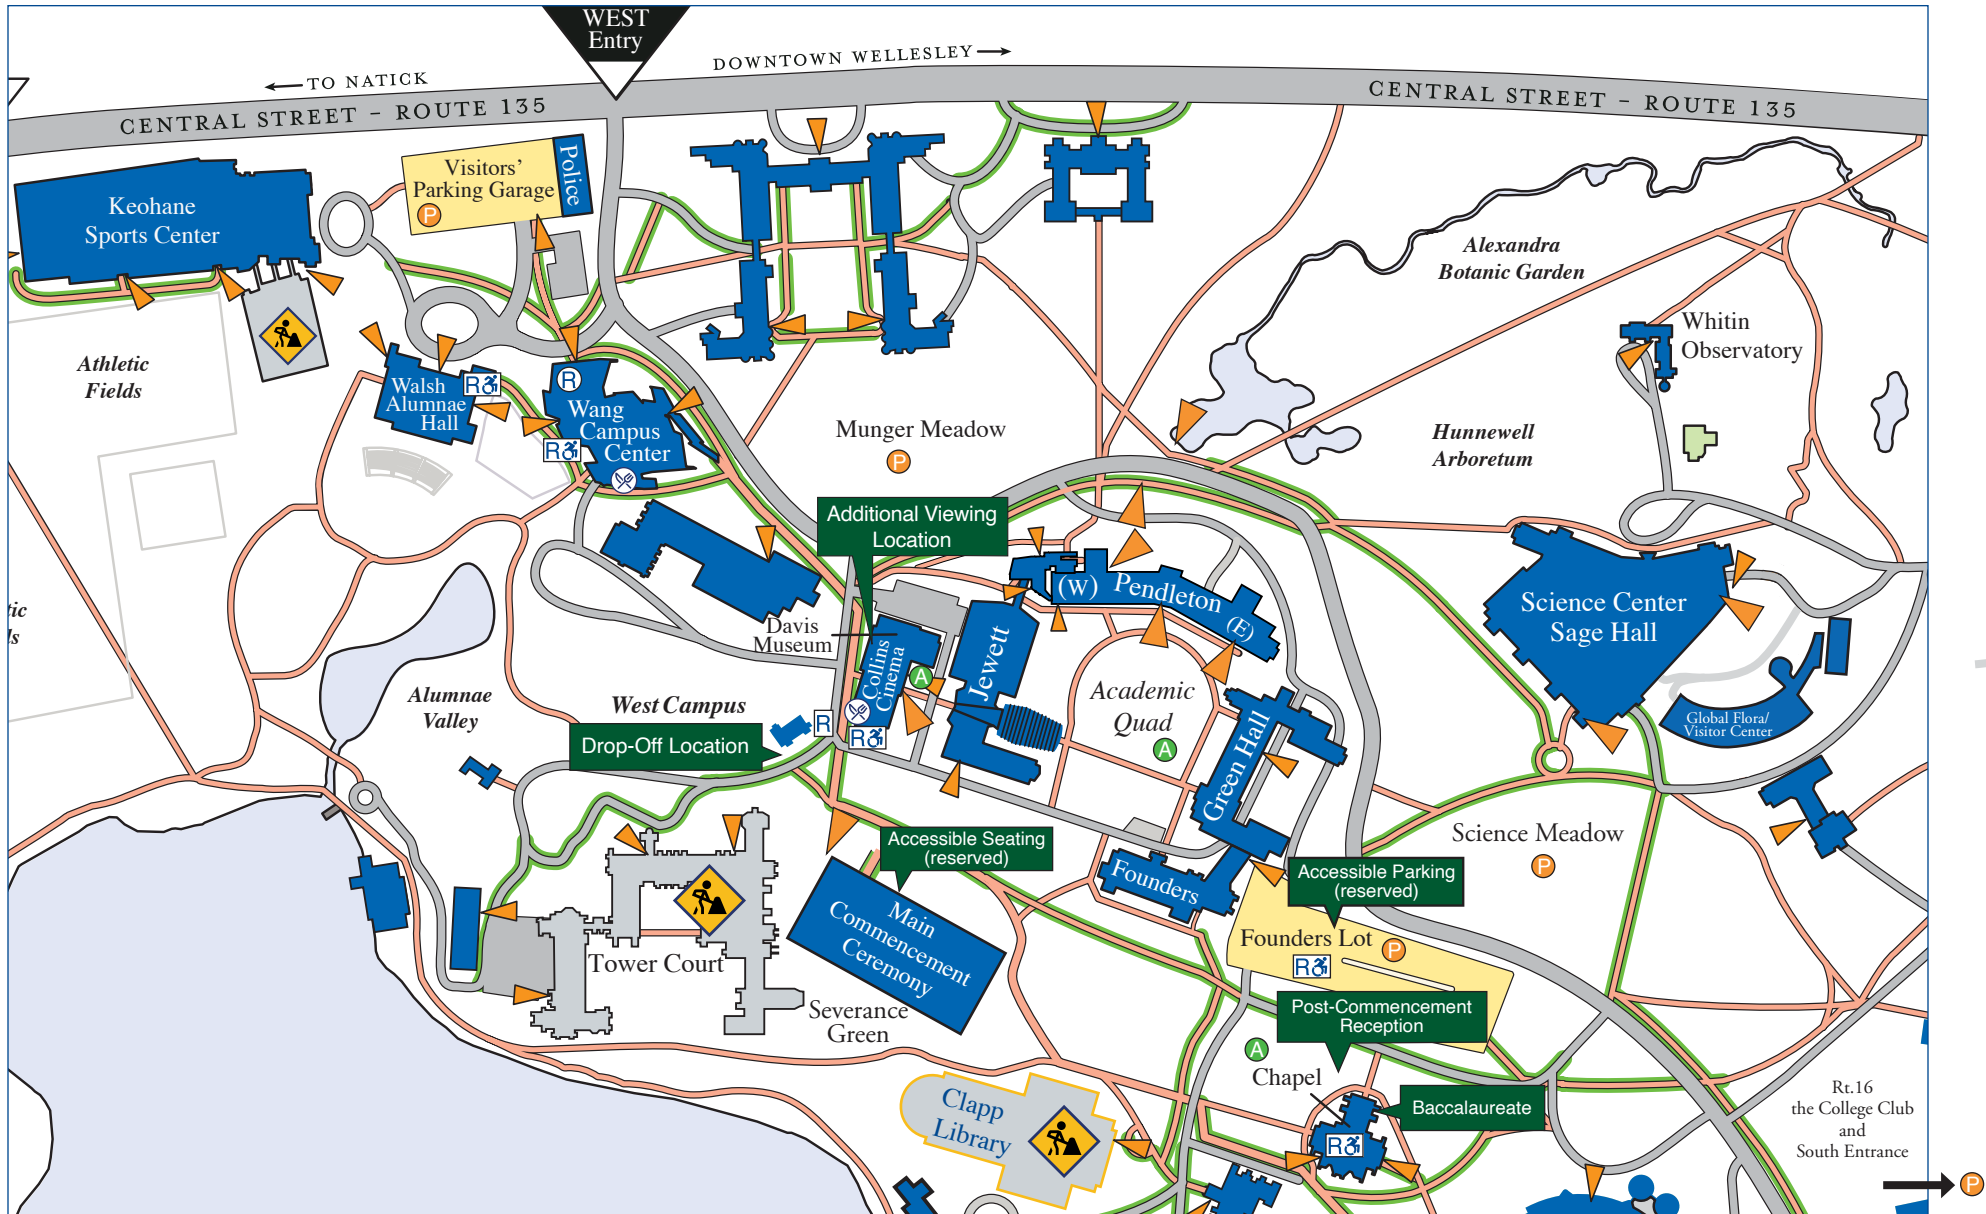 WEST
Entry
DOWNTOWN WELLESLEY
TO NATICK
CENTRAL STREET – ROUTE 135
CENTRAL STREET – ROUTE 135
Visitors’
Parking Garage
P
Police
Keohane
Sports Center
Alexandra
Botanic Garden
Whitin
Observatory
Athletic
Fields
Walsh
Alumnae
Hall
R
R
Wang
Campus
Center
R
Munger Meadow
P
Hunnewell
Arboretum
Additional Viewing
Location
(W) Pendleton (E)
Science Center
Sage Hall
tic
ls
Davis
Museum
Collins
Cinema
A
Jewett
Academic
Quad
A
Alumnae
Valley
West Campus
R
R
Drop-Off Location
Green Hall
Global Flora/
Visitor Center
Accessible Seating
(reserved)
Founders
Science Meadow
P
Accessible Parking
(reserved)
Main
Commencement
Ceremony
Founders Lot
P
R
Tower Court
Severance
Green
Post-Commencement
Reception
A
Chapel
Baccalaureate
R
Clapp
Library
Rt.16
the College Club
and
South Entrance
P